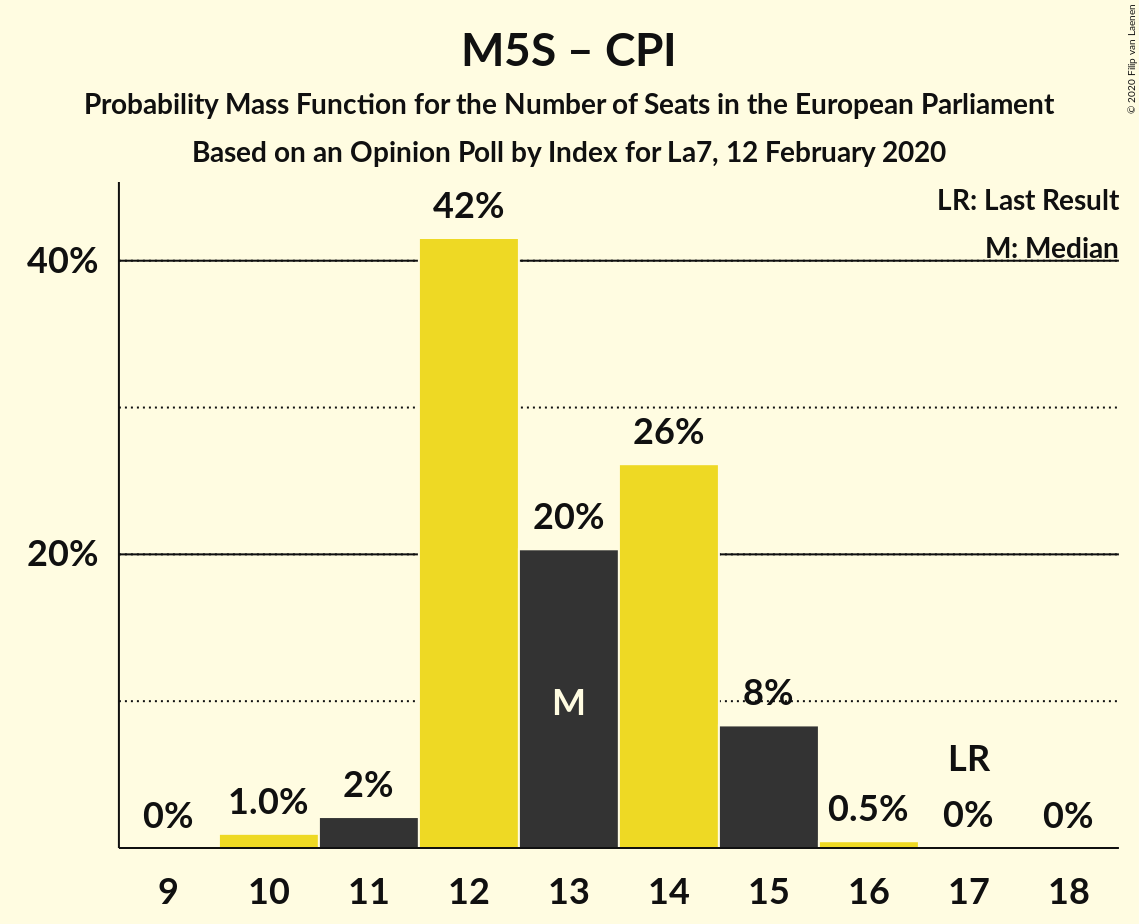 M5S – CPI
Probability Mass Function for the Number of Seats in the European Parliament
Based on an Opinion Poll by Index for La7, 12 February 2020
© 2020 Filip van Laenen
LR: Last Result
M: Median
42%
40%
26%
20%
20%
M
8%
LR
2%
1.0%
0.5%
0%
0%
0%
9 10 11 12 13 14 15 16 17 18